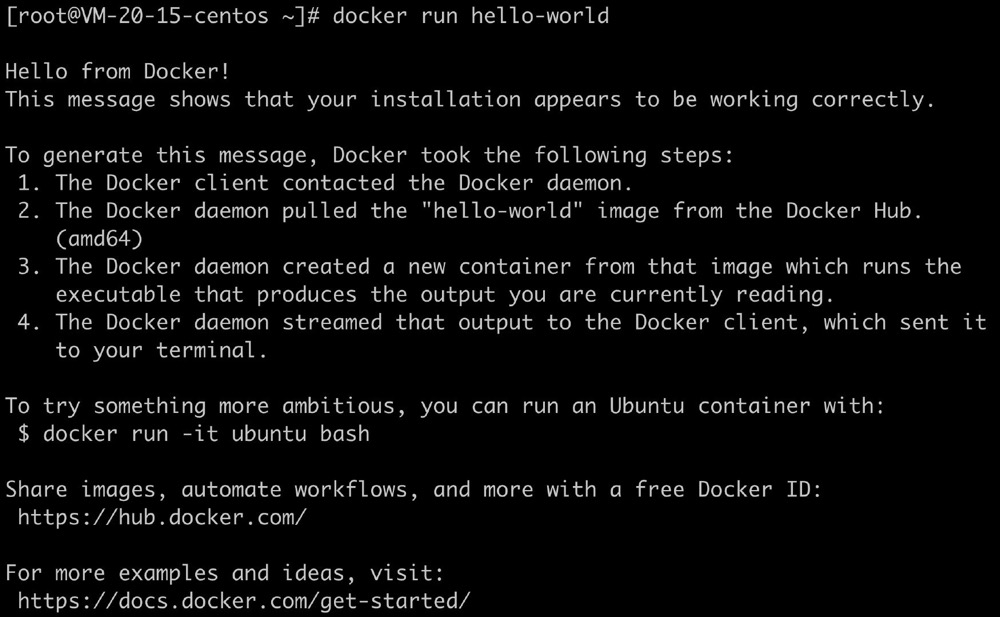 [root@VM-20-15-centos ~]# docker run hello-world
Hello from Docker!
This message shows that your installation appears to be working correctly.
To generate this message, Docker took the following steps:
1. The Docker client contacted the Docker daemon.
2. The Docker daemon pulled the "hello-world" image from the Docker Hub.
(amd64)
3. The Docker daemon created a new container from that image which runs the
executable that produces the output you are currently reading.
4. The Docker daemon streamed that output to the Docker client, which sent it
to your terminal.
To try something more ambitious, you can run an Ubuntu container with:
$ docker run -it ubuntu bash
Share images, automate workflows, and more with a free Docker ID:
https://hub.docker.com/
For more examples and ideas, visit:
https://docs.docker.com/get-started/